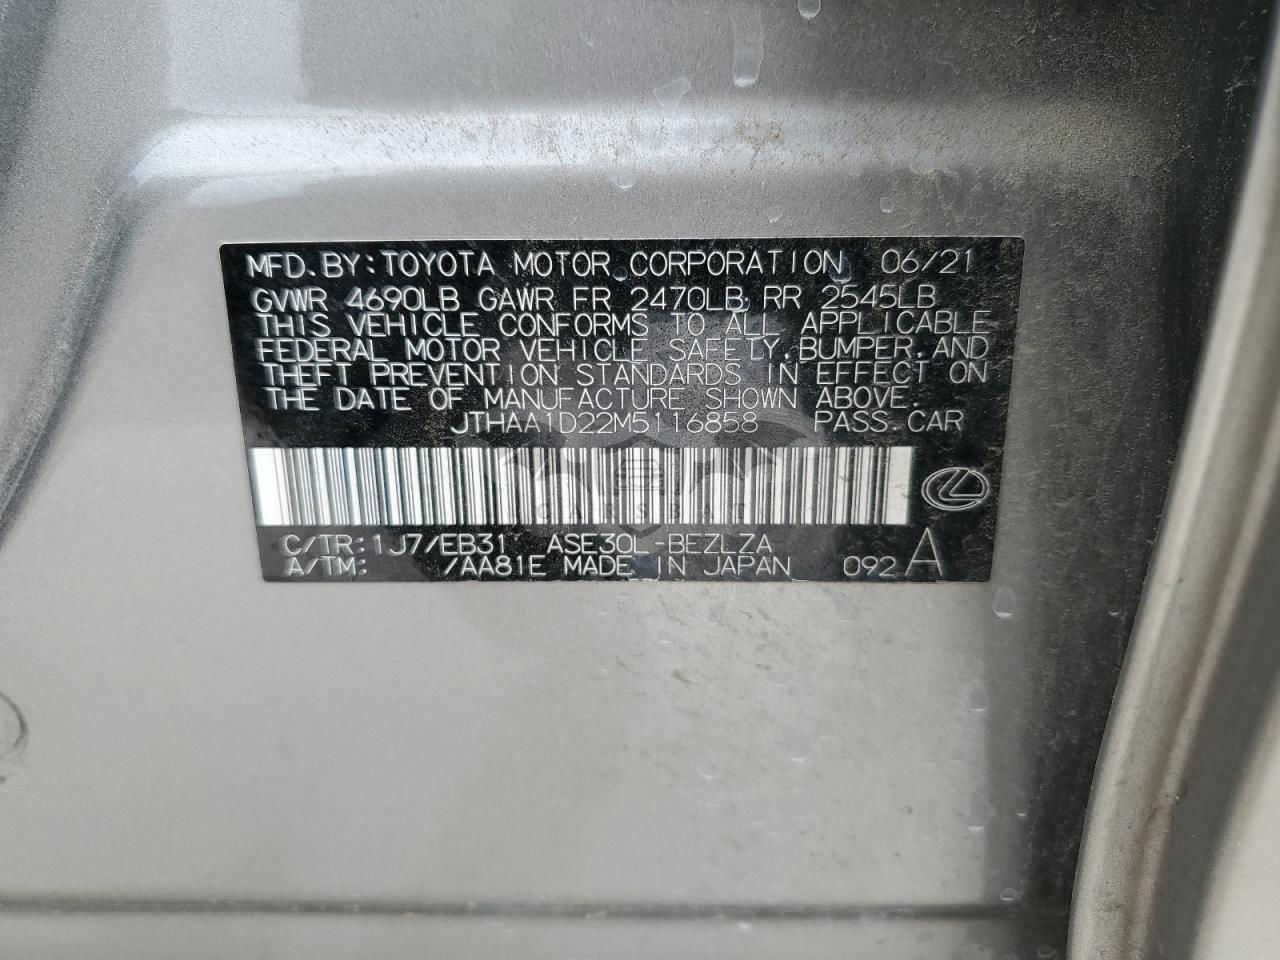 MFD.BY:TOYOTA MOTOR CORPORATION 06/21
GVWR 4690LB GAWR FR 2470LB RR 2545LB
THIS VEHICLE CONFORMS TO ALL APPLICABLE
FEDERAL MOTOR VEHICLE SAFETY,BUMPER,AND
THEFT PREVENTION STANDARDS IN EFFECT ON
THE DATE OF MANUFACTURE SHOWN ABOVE.
JTHAA1D22M5116858 PASS.CAR
CARSBAC
C/TR:1J7/EB31 ASE30L-BEZLZA
A/TM: /AA81E MADE IN JAPAN 092 A